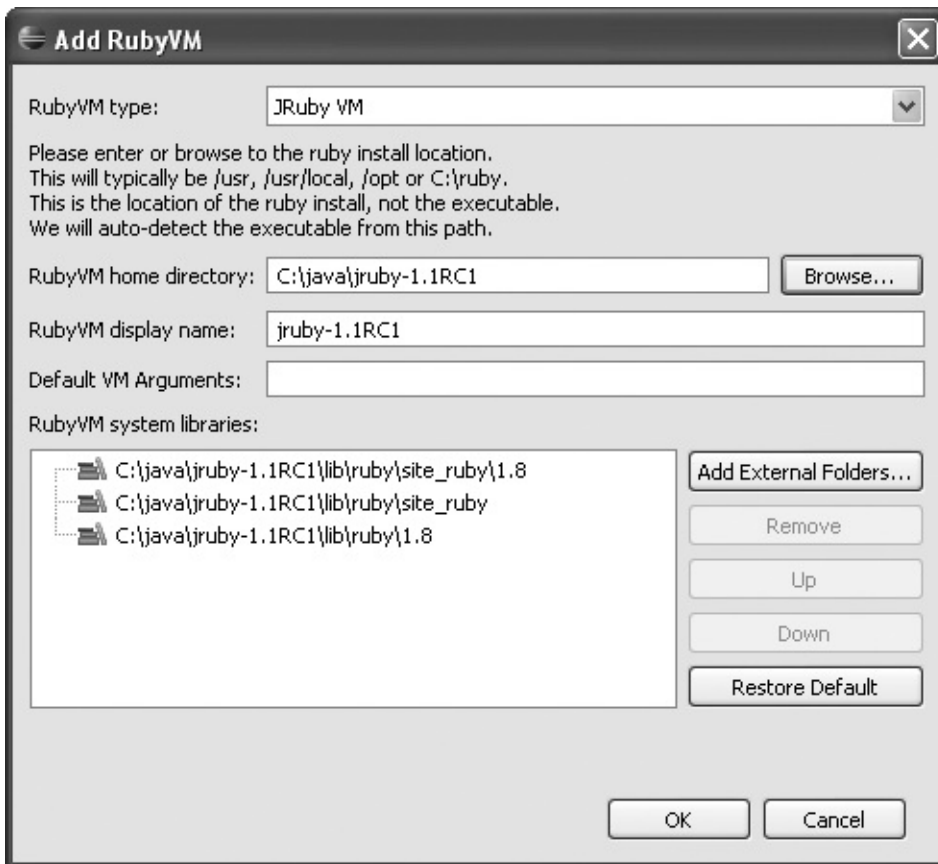 Add RubyVM
RubyVM type:
JRuby VM
Please enter or browse to the ruby install location.
This will typically be /usr, /usr/local, /opt or C:\ruby.
This is the location of the ruby install, not the executable.
We will auto-detect the executable from this path.
RubyVM home directory:
C:\java\jruby-1.1RC1
Browse...
RubyVM display name:
jruby-1.1RC1
Default VM Arguments:
RubyVM system libraries:
C:\java\jruby-1.1RC1\lib\ruby\site_ruby\1.8
C:\java\jruby-1.1RC1\lib\ruby\site_ruby
C:\java\jruby-1.1RC1\lib\ruby\1.8
Add External Folders...
Remove
Up
Down
Restore Default
OK
Cancel